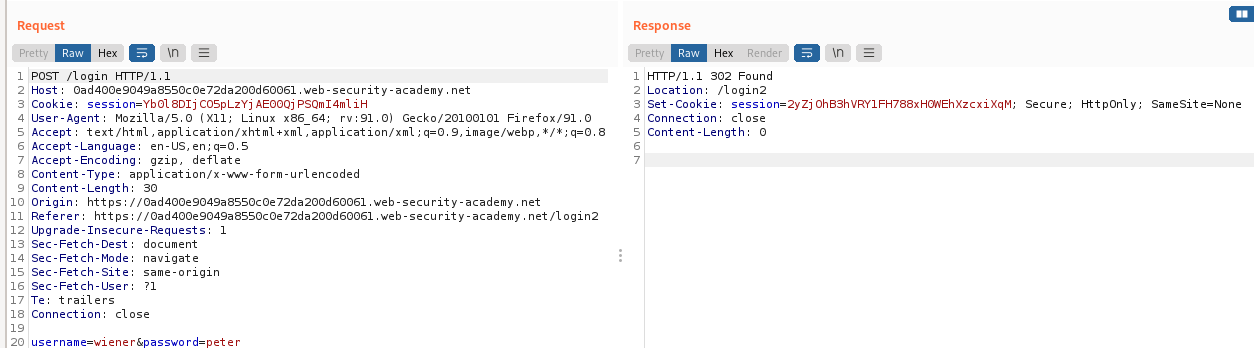 Request
Pretty Raw Hex \n
1 POST /login HTTP/1.1
2 Host: 0ad400e9049a8550c0e72da200d60061.web-security-academy.net
3 Cookie: session=YbOl8DIjCO5pLzYjAE00QjPSQmI4mliH
4 User-Agent: Mozilla/5.0 (X11; Linux x86_64; rv:91.0) Gecko/20100101 Firefox/91.0
5 Accept: text/html,application/xhtml+xml,application/xml;q=0.9,image/webp,*/*;q=0.8
6 Accept-Language: en-US,en;q=0.5
7 Accept-Encoding: gzip, deflate
8 Content-Type: application/x-www-form-urlencoded
9 Content-Length: 30
10 Origin: https://0ad400e9049a8550c0e72da200d60061.web-security-academy.net
11 Referer: https://0ad400e9049a8550c0e72da200d60061.web-security-academy.net/login2
12 Upgrade-Insecure-Requests: 1
13 Sec-Fetch-Dest: document
14 Sec-Fetch-Mode: navigate
15 Sec-Fetch-Site: same-origin
16 Sec-Fetch-User: ?1
17 Te: trailers
18 Connection: close
19
20 username=wiener&password=peter
Response
Pretty Raw Hex Render \n
1 HTTP/1.1 302 Found
2 Location: /login2
3 Set-Cookie: session=2yZjOhB3hVRY1FH788xHOWEhXzcxiXqM; Secure; HttpOnly; SameSite=None
4 Connection: close
5 Content-Length: 0
6
7